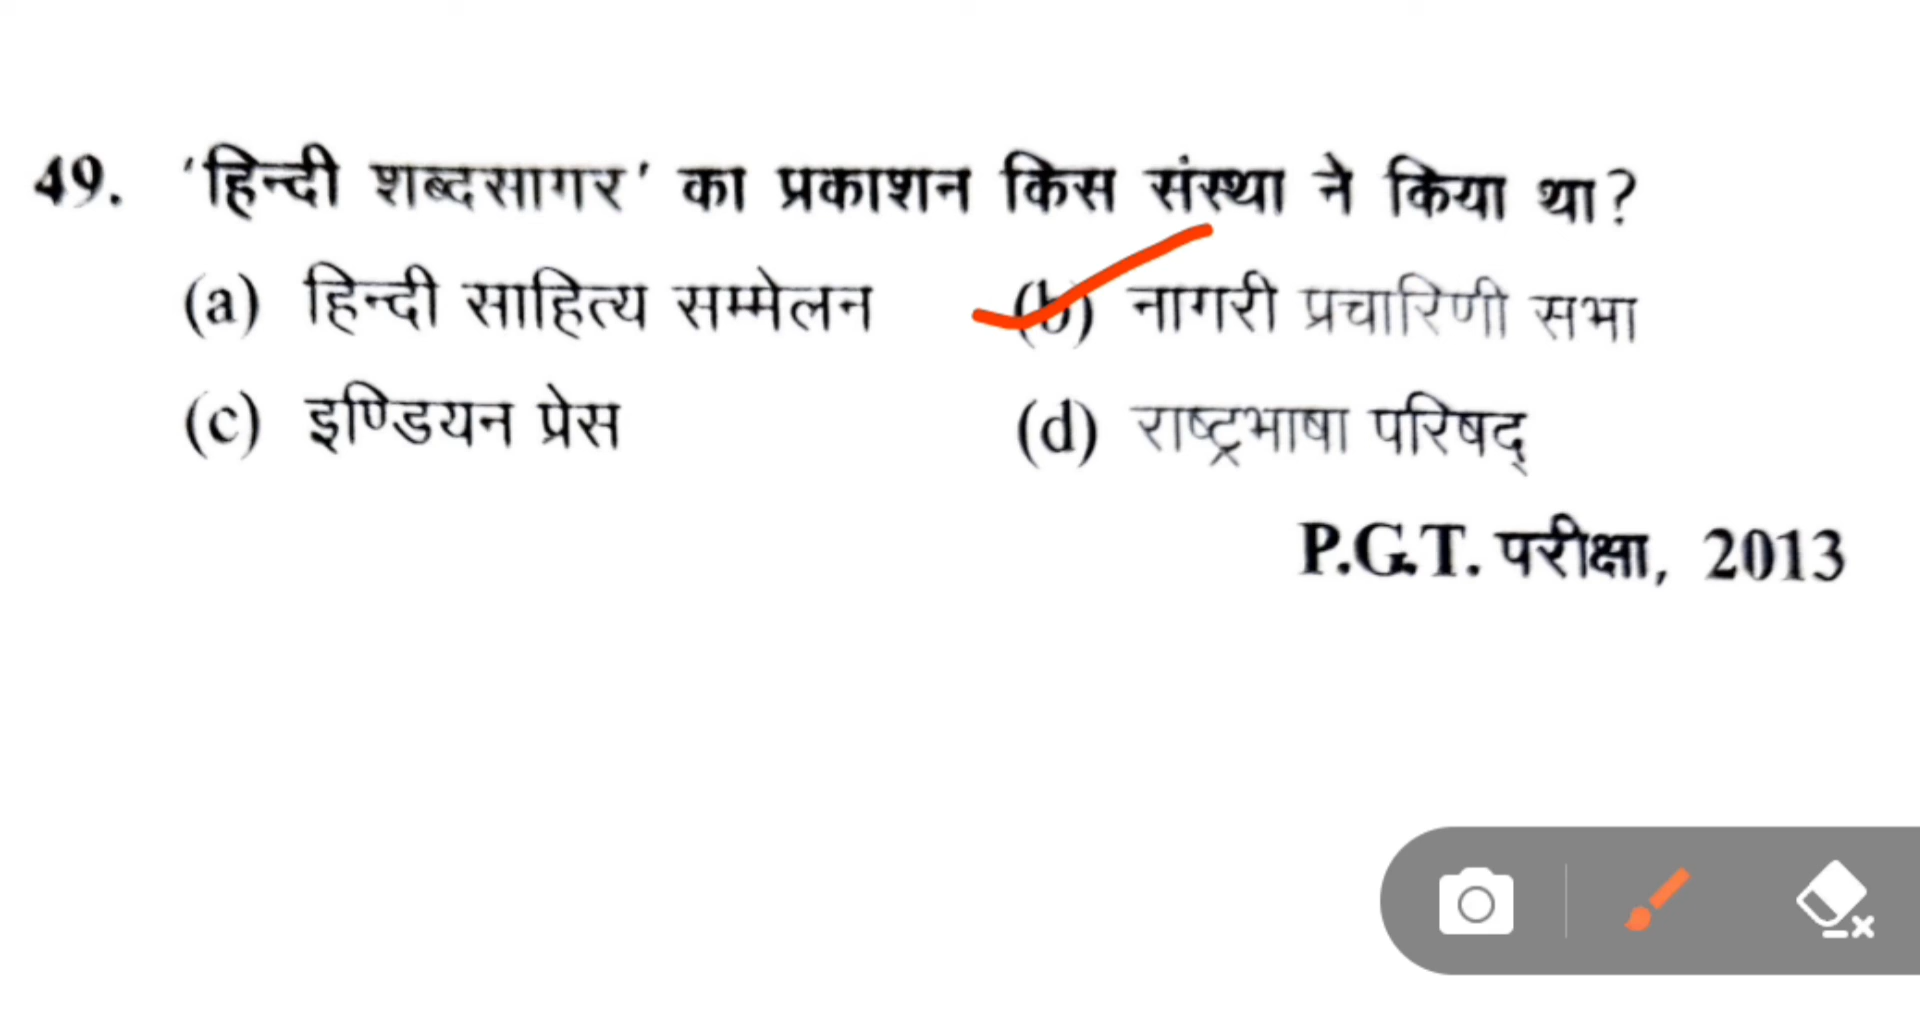 49. 'हिन्दी शब्दसागर' का प्रकाशन किस संस्था ने किया था?
(a) हिन्दी साहित्य सम्मेलन (b) नागरी प्रचारिणी सभा
(c) इण्डियन प्रेस (d) राष्ट्रभाषा परिषद्
P.G.T. परीक्षा, 2013